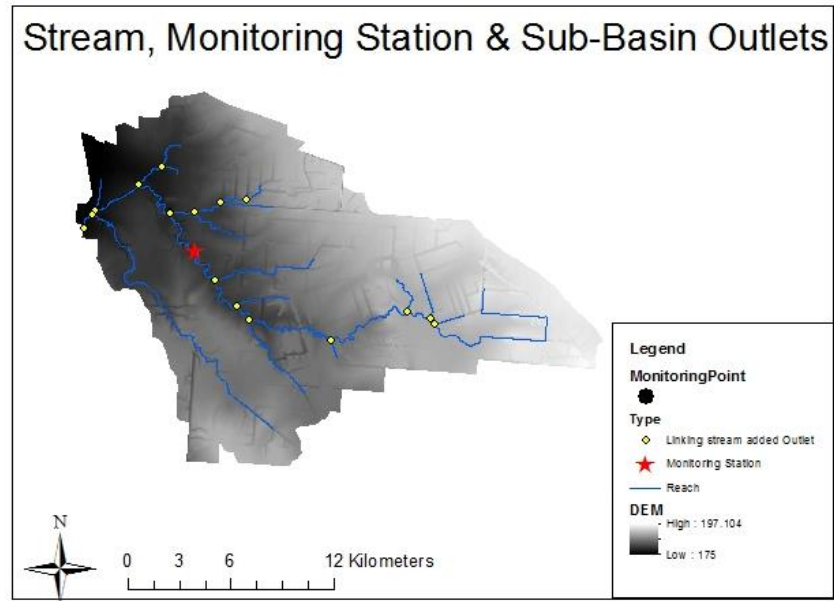 Stream, Monitoring Station & Sub-Basin Outlets
Legend
MonitoringPoint
Type
Linking stream added Outlet
Monitoring Station
Reach
DEM
High : 197.104
Low : 175
N
0 3 6 12 Kilometers